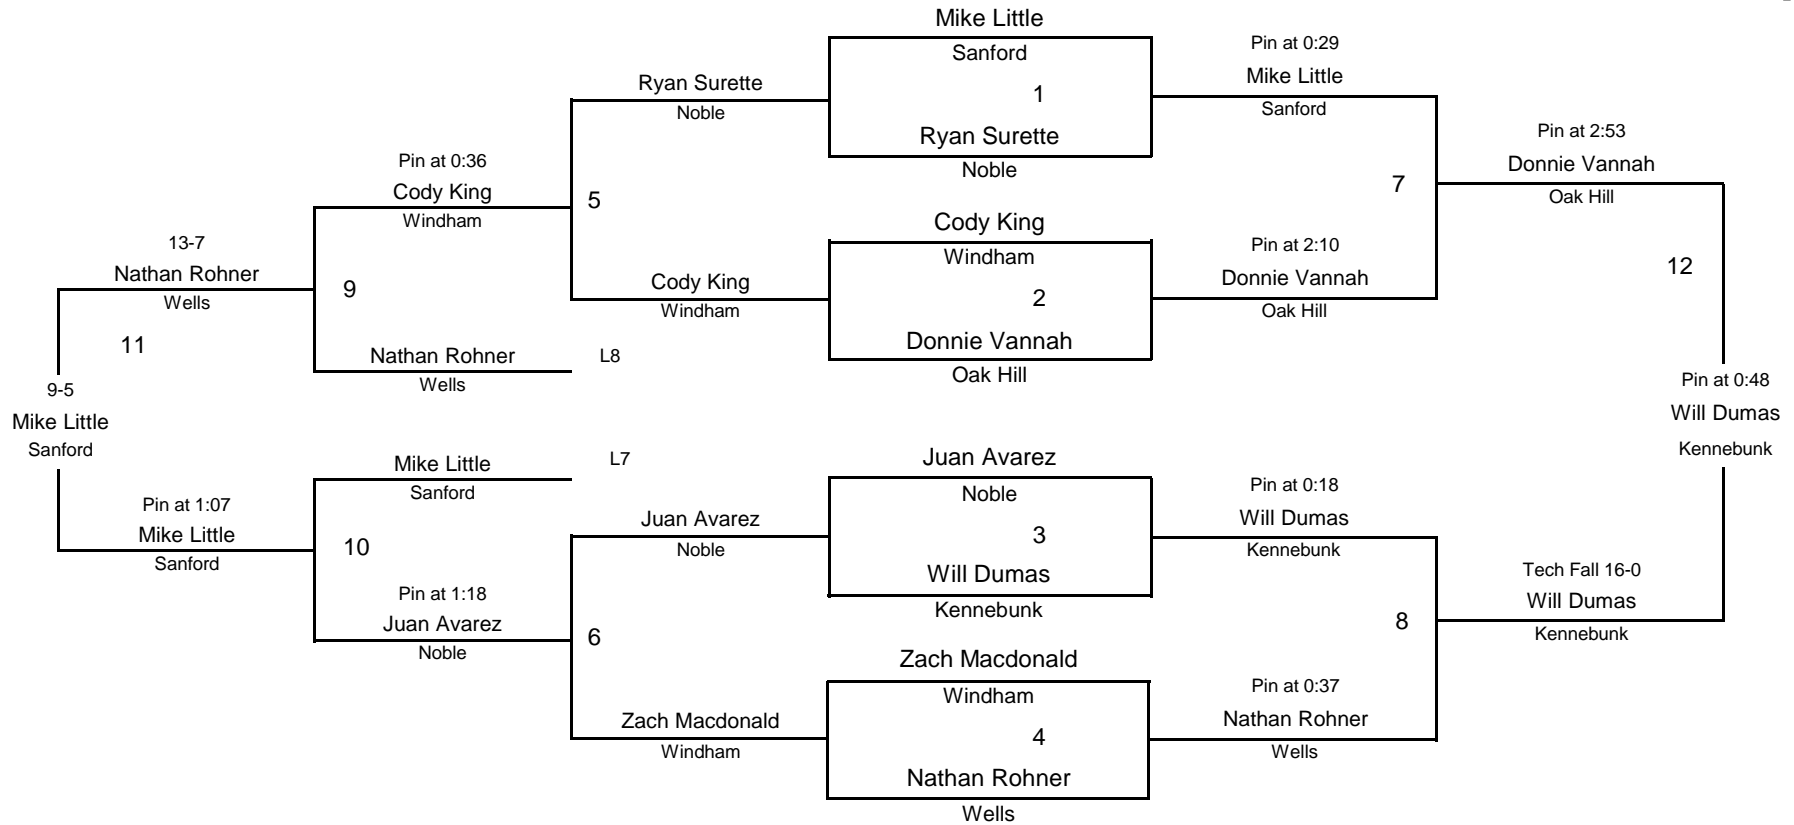 Mike Little
Sanford
1
Ryan Surette
Noble
Cody King
Windham
2
Donnie Vannah
Oak Hill
Juan Avarez
Noble
3
Will Dumas
Kennebunk
Zach Macdonald
Windham
4
Nathan Rohner
Wells
Pin at 0:29
Mike Little
Sanford
7
Pin at 2:10
Donnie Vannah
Oak Hill
Pin at 0:18
Will Dumas
Kennebunk
8
Pin at 0:37
Nathan Rohner
Wells
Pin at 2:53
Donnie Vannah
Oak Hill
12
Tech Fall 16-0
Will Dumas
Kennebunk
Pin at 0:48
Will Dumas
Kennebunk
Ryan Surette
Noble
5
Cody King
Windham
L8
L7
Juan Avarez
Noble
6
Zach Macdonald
Windham
Pin at 0:36
Cody King
Windham
9
Nathan Rohner
Wells
Mike Little
Sanford
10
Pin at 1:18
Juan Avarez
Noble
13-7
Nathan Rohner
Wells
11
Pin at 1:07
Mike Little
Sanford
9-5
Mike Little
Sanford